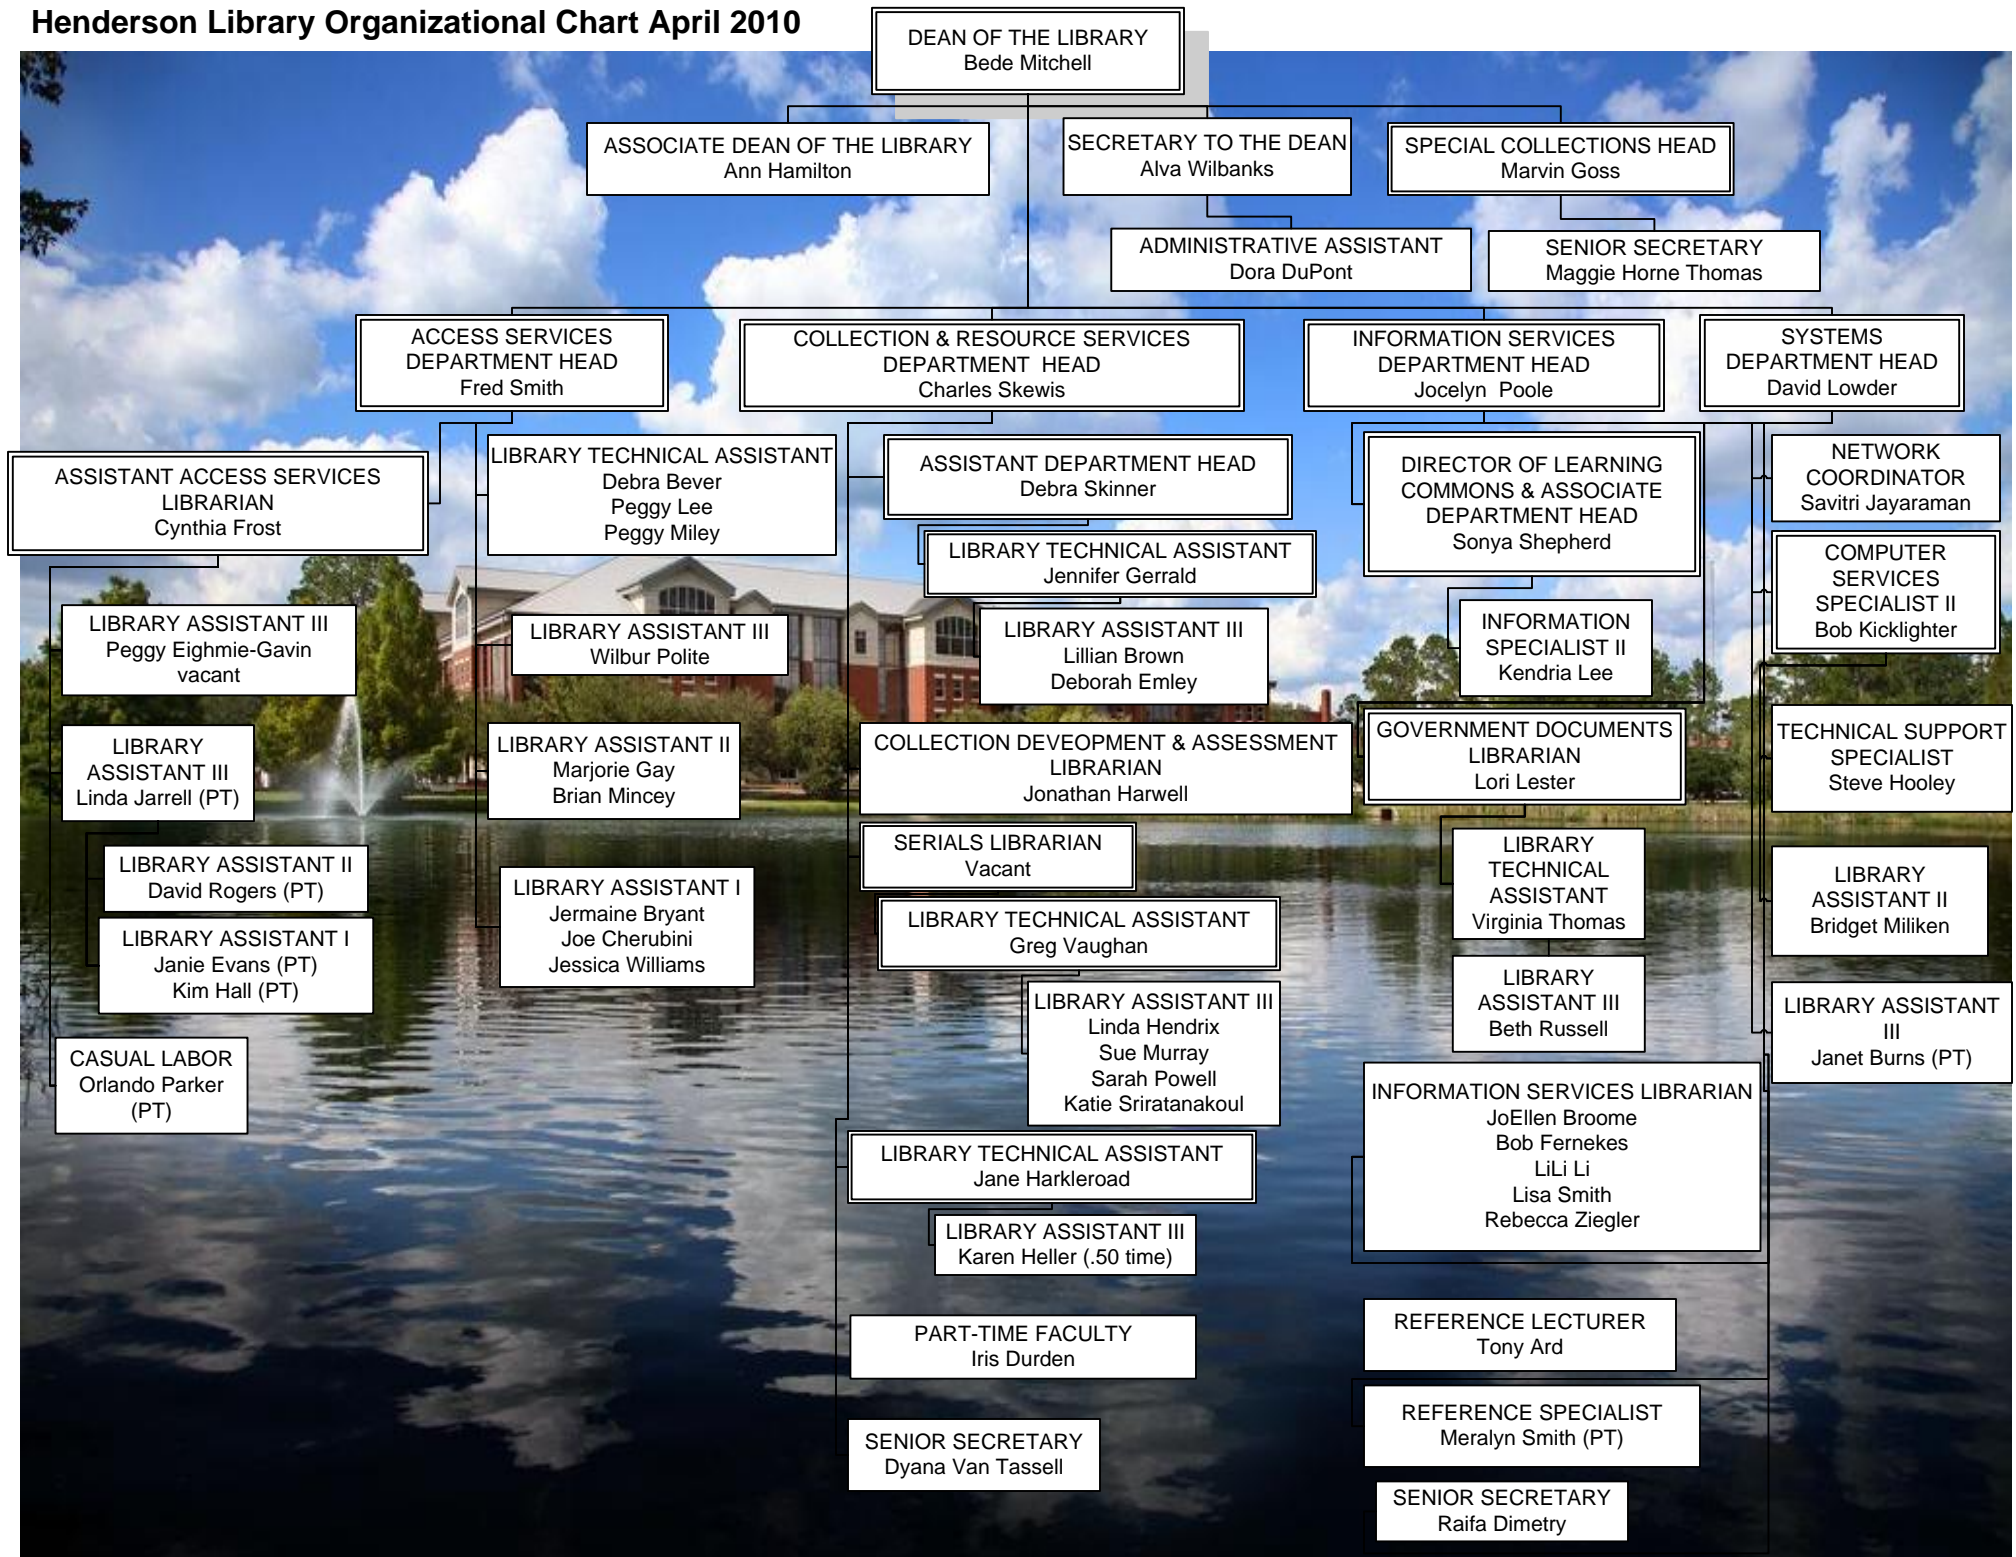 Henderson Library Organizational Chart April 2010
DEAN OF THE LIBRARY
Bede Mitchell
ASSOCIATE DEAN OF THE LIBRARY
Ann Hamilton
SECRETARY TO THE DEAN
Alva Wilbanks
SPECIAL COLLECTIONS HEAD
Marvin Goss
ADMINISTRATIVE ASSISTANT
Dora DuPont
SENIOR SECRETARY
Maggie Horne Thomas
ACCESS SERVICES
DEPARTMENT HEAD
Fred Smith
COLLECTION & RESOURCE SERVICES
DEPARTMENT HEAD
Charles Skewis
INFORMATION SERVICES
DEPARTMENT HEAD
Jocelyn Poole
SYSTEMS
DEPARTMENT HEAD
David Lowder
ASSISTANT ACCESS SERVICES
LIBRARIAN
Cynthia Frost
LIBRARY ASSISTANT III
Peggy Eighmie-Gavin
vacant
LIBRARY
ASSISTANT III
Linda Jarrell (PT)
LIBRARY ASSISTANT II
David Rogers (PT)
LIBRARY ASSISTANT I
Janie Evans (PT)
Kim Hall (PT)
CASUAL LABOR
Orlando Parker
(PT)
LIBRARY TECHNICAL ASSISTANT
Debra Bever
Peggy Lee
Peggy Miley
LIBRARY ASSISTANT III
Wilbur Polite
LIBRARY ASSISTANT II
Marjorie Gay
Brian Mincey
LIBRARY ASSISTANT I
Jermaine Bryant
Joe Cherubini
Jessica Williams
ASSISTANT DEPARTMENT HEAD
Debra Skinner
LIBRARY TECHNICAL ASSISTANT
Jennifer Gerrald
LIBRARY ASSISTANT III
Lillian Brown
Deborah Emley
COLLECTION DEVEOPMENT & ASSESSMENT
LIBRARIAN
Jonathan Harwell
SERIALS LIBRARIAN
Vacant
LIBRARY TECHNICAL ASSISTANT
Greg Vaughan
LIBRARY ASSISTANT III
Linda Hendrix
Sue Murray
Sarah Powell
Katie Sriratanakoul
LIBRARY TECHNICAL ASSISTANT
Jane Harkleroad
LIBRARY ASSISTANT III
Karen Heller (.50 time)
PART-TIME FACULTY
Iris Durden
SENIOR SECRETARY
Dyana Van Tassell
DIRECTOR OF LEARNING
COMMONS & ASSOCIATE
DEPARTMENT HEAD
Sonya Shepherd
INFORMATION
SPECIALIST II
Kendria Lee
GOVERNMENT DOCUMENTS
LIBRARIAN
Lori Lester
LIBRARY
TECHNICAL
ASSISTANT
Virginia Thomas
LIBRARY
ASSISTANT III
Beth Russell
INFORMATION SERVICES LIBRARIAN
JoEllen Broome
Bob Fernekes
LiLi Li
Lisa Smith
Rebecca Ziegler
REFERENCE LECTURER
Tony Ard
REFERENCE SPECIALIST
Meralyn Smith (PT)
SENIOR SECRETARY
Raifa Dimetry
NETWORK
COORDINATOR
Savitri Jayaraman
COMPUTER
SERVICES
SPECIALIST II
Bob Kicklighter
TECHNICAL SUPPORT
SPECIALIST
Steve Hooley
LIBRARY
ASSISTANT II
Bridget Miliken
LIBRARY ASSISTANT
III
Janet Burns (PT)